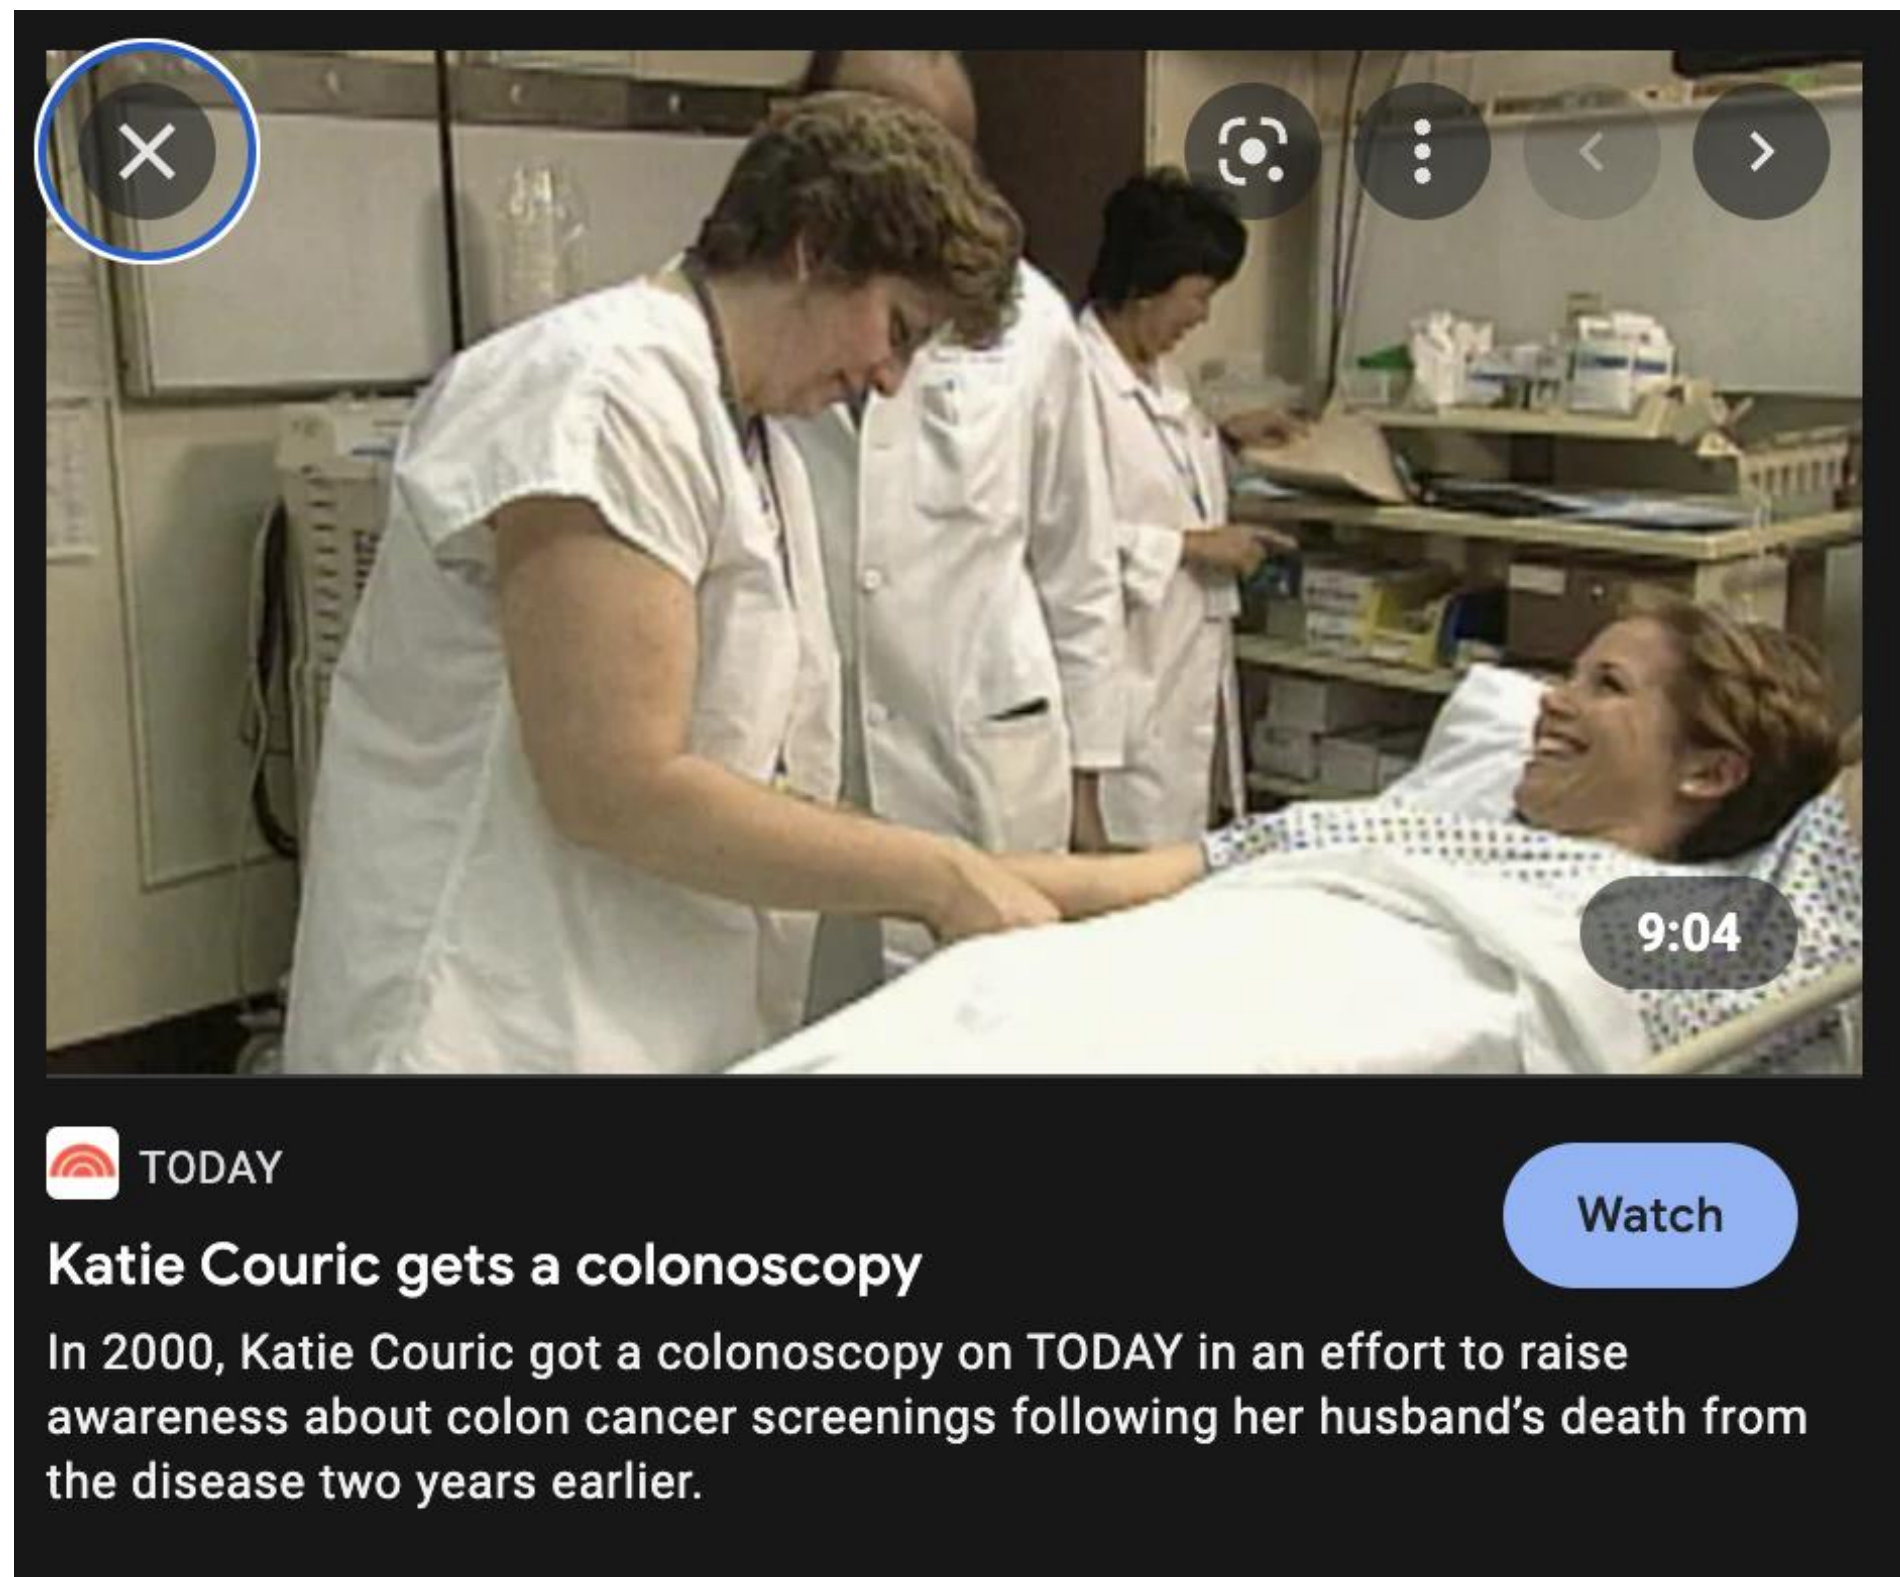 9:04
TODAY
Watch
Katie Couric gets a colonoscopy
In 2000, Katie Couric got a colonoscopy on TODAY in an effort to raise
awareness about colon cancer screenings following her husband’s death from
the disease two years earlier.